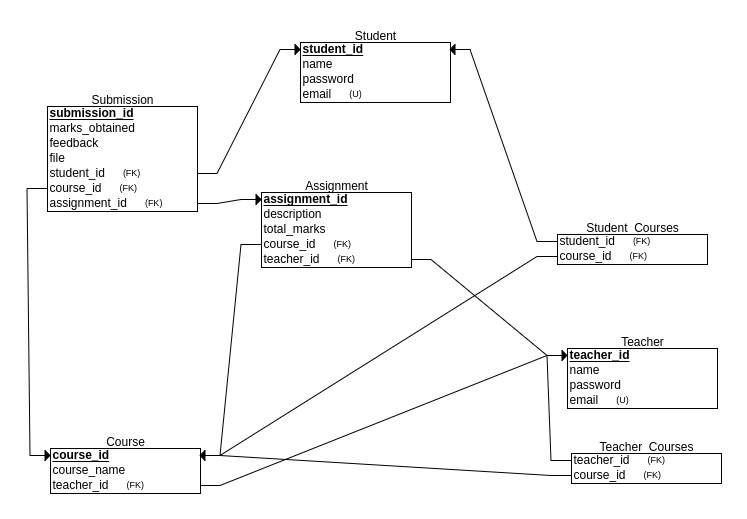 Student
student_id
name
password
email (U)
Submission
submission_id
marks_obtained
feedback
file
student_id (FK)
course_id (FK)
assignment_id (FK)
Assignment
assignment_id
description
total_marks
course_id (FK)
teacher_id (FK)
Student_Courses
student_id (FK)
course_id (FK)
Teacher
teacher_id
name
password
email (U)
Course
course_id
course_name
teacher_id (FK)
Teacher_Courses
teacher_id (FK)
course_id (FK)